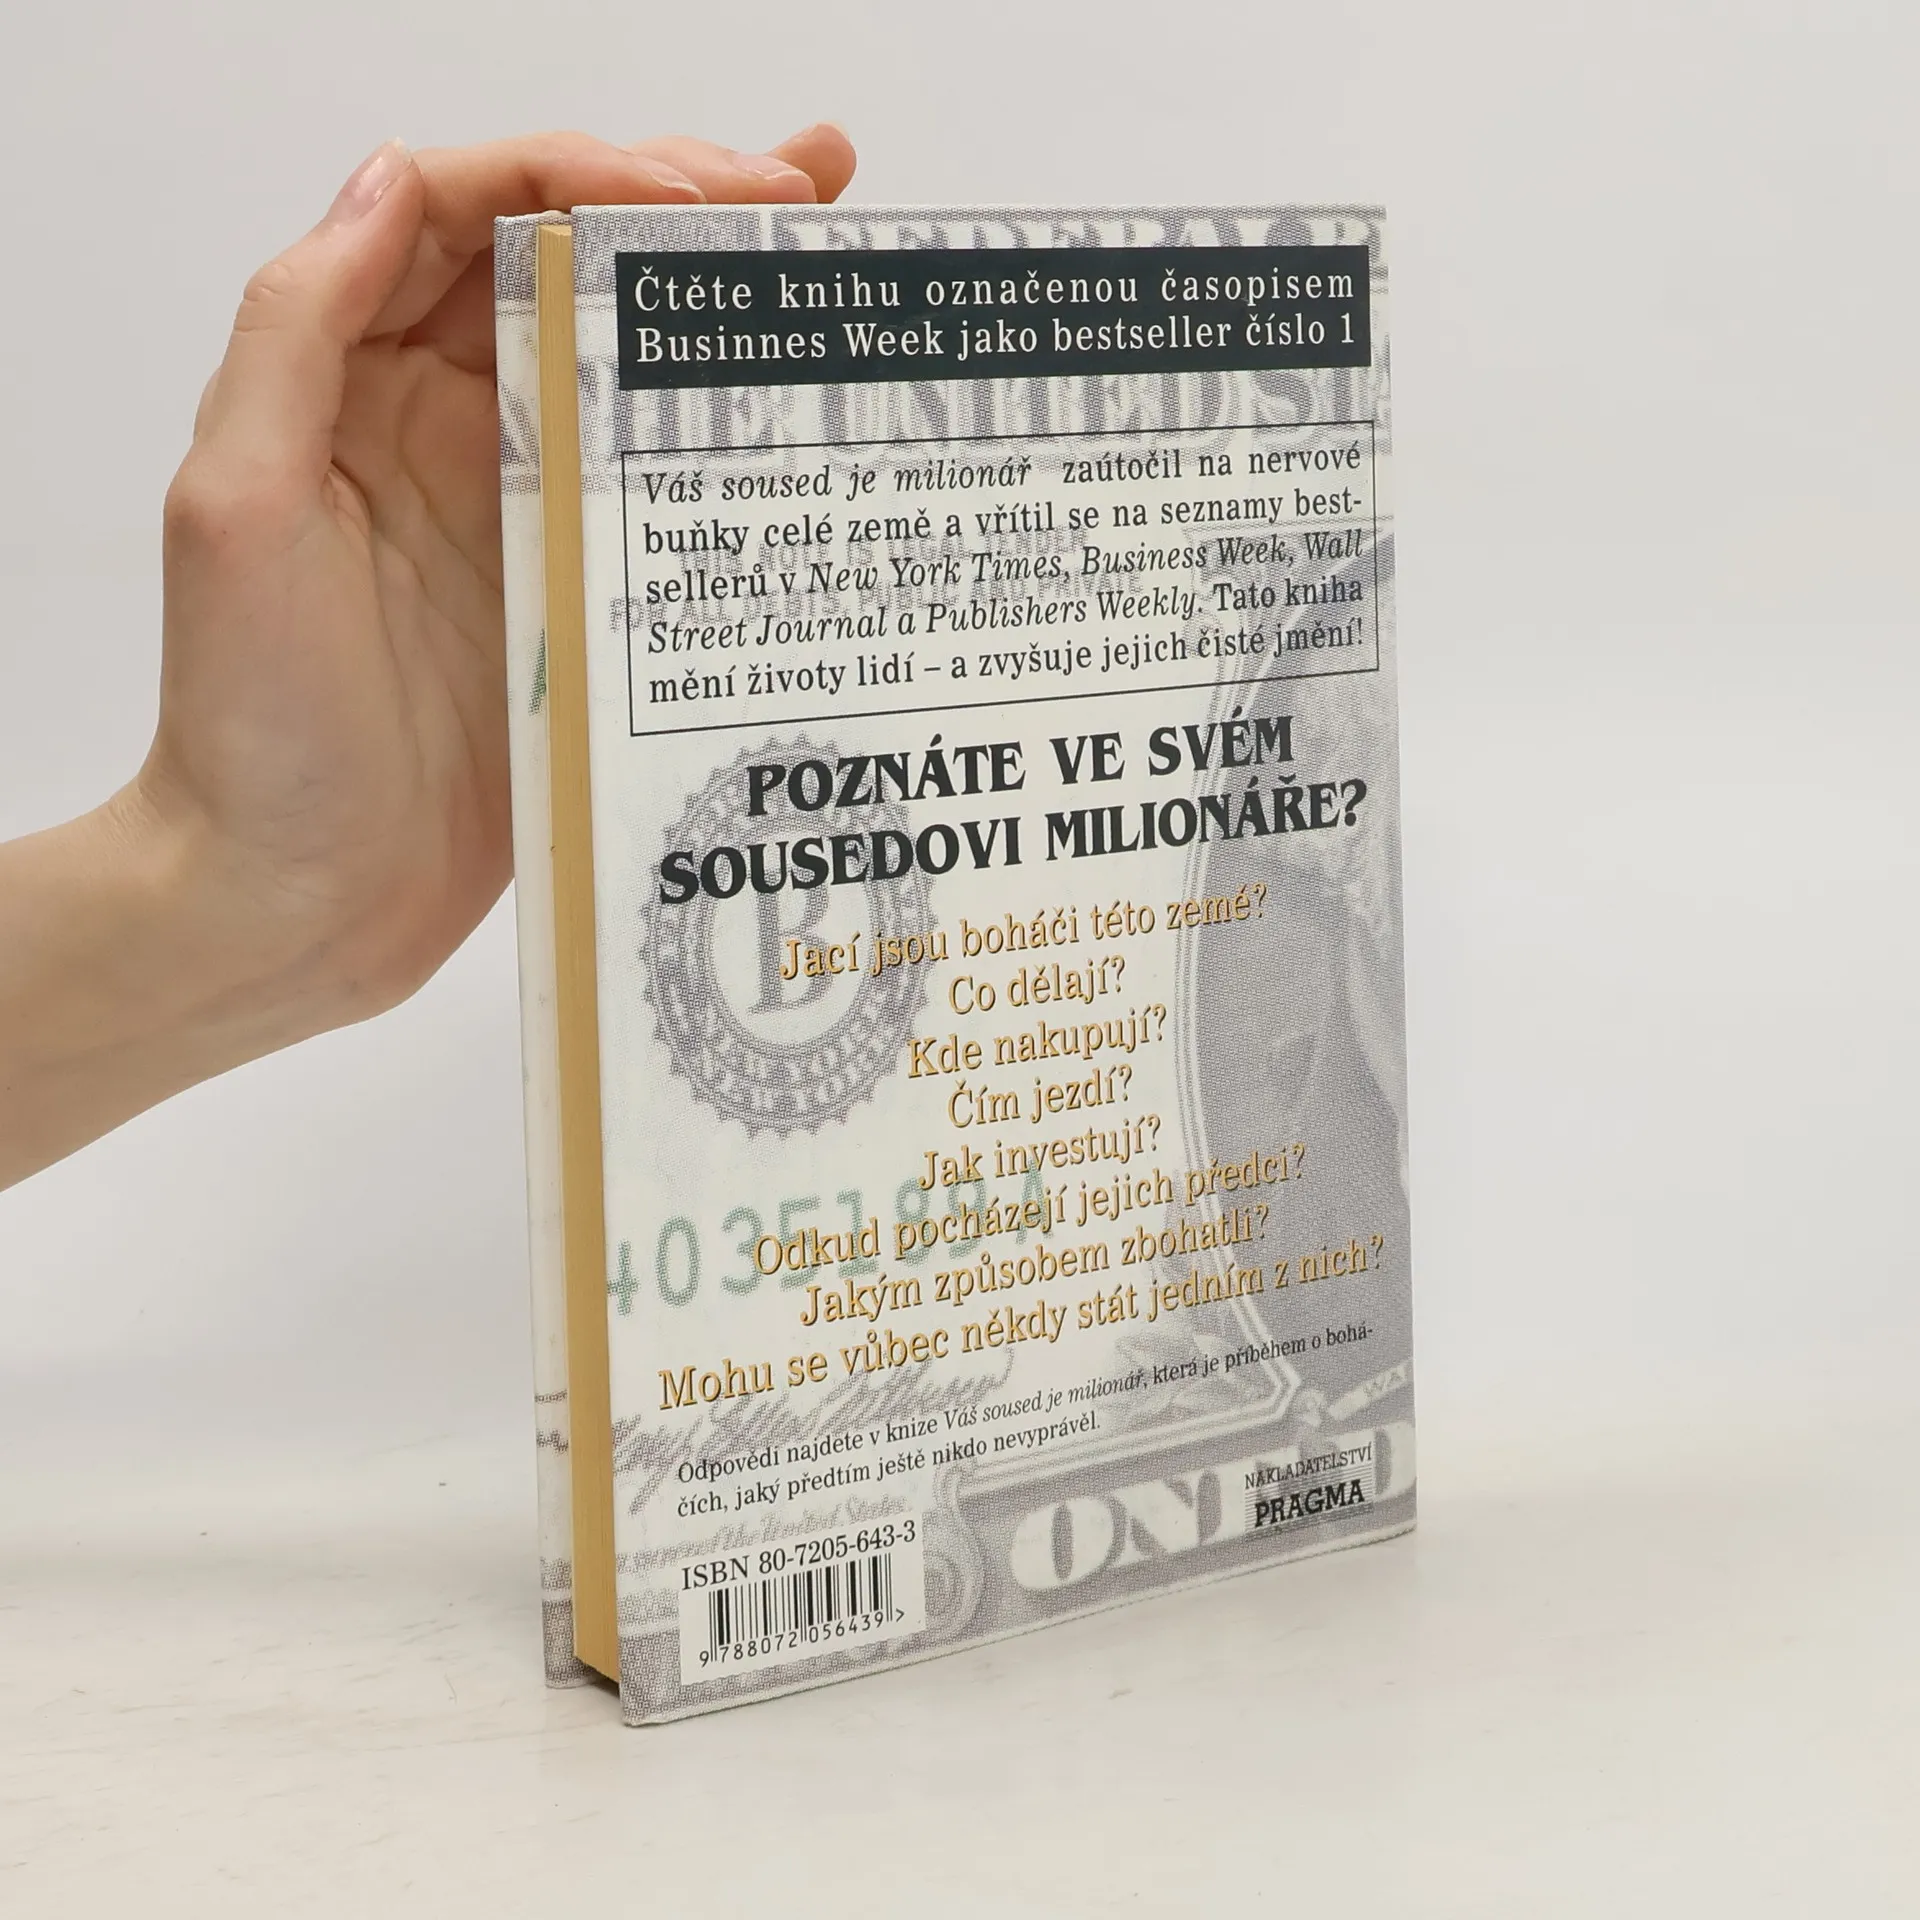 FEDERAL R
Čtěte knihu označenou časopisem
Businnes Week jako bestseller číslo 1
THE UNITED ST
Váš soused je milionář zaútočil na nervové
buňky celé země a vřítil se na seznamy best-
sellerů v New York Times, Business Week, Wall
Street Journal a Publishers Weekly. Tato kniha
mění životy lidí – a zvyšuje jejich čisté jmění!
POZNÁTE VE SVÉM
SOUSEDOVI MILIONÁŘE?
B
Jací jsou boháči této země?
Co dělají?
Kde nakupují?
Čím jezdí?
Jak investují?
Odkud pocházejí jejich předci?
Jakým způsobem zbohatli?
Mohu se vůbec někdy stát jedním z nich?
Odpovědi najdete v knize Váš soused je milionář, která je příběhem o bohá-
čích, jaký předtím ještě nikdo nevyprávěl.
NAKLADATELSTVÍ
PRAGMA
ONE D
ISBN 80-7205-643-3
9 788072 056439 >